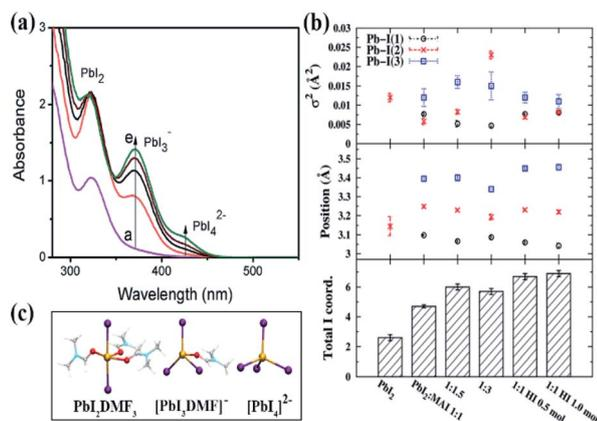 (a)
3
2
1
0
Absorbance
PbI2
e
PbI3-
a
PbI4 2-
300
400
500
Wavelength (nm)
(b)
0.03
0.025
0.02
0.015
0.01
0.005
σ2 (Å2)
Pb-I(1)
Pb-I(2)
Pb-I(3)
3.5
3.4
3.3
3.2
3.1
3
Position (Å)
6
4
2
0
Total I coord.
PbI2
PbI2:MAI 1:1
1:1.5
1:3
1:1 HI 0.5 mol
1:1 HI 1.0 mol
(c)
PbI2DMF3
[PbI3DMF]-
[PbI4]2-